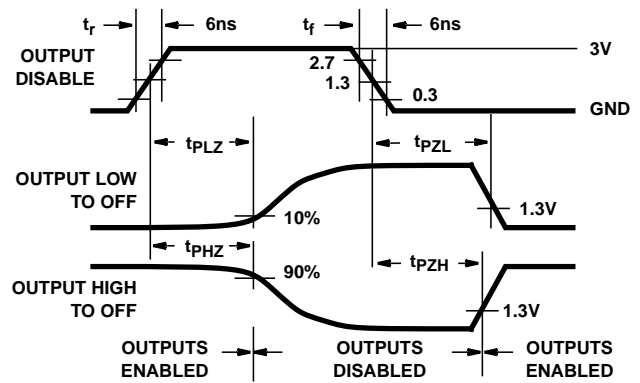 tr
6ns
tf
6ns
OUTPUT
DISABLE
2.7
1.3
0.3
3V
GND
tPLZ
tPZL
OUTPUT LOW
TO OFF
10%
1.3V
tPHZ
90%
tPZH
OUTPUT HIGH
TO OFF
1.3V
OUTPUTS
ENABLED
OUTPUTS
DISABLED
OUTPUTS
ENABLED